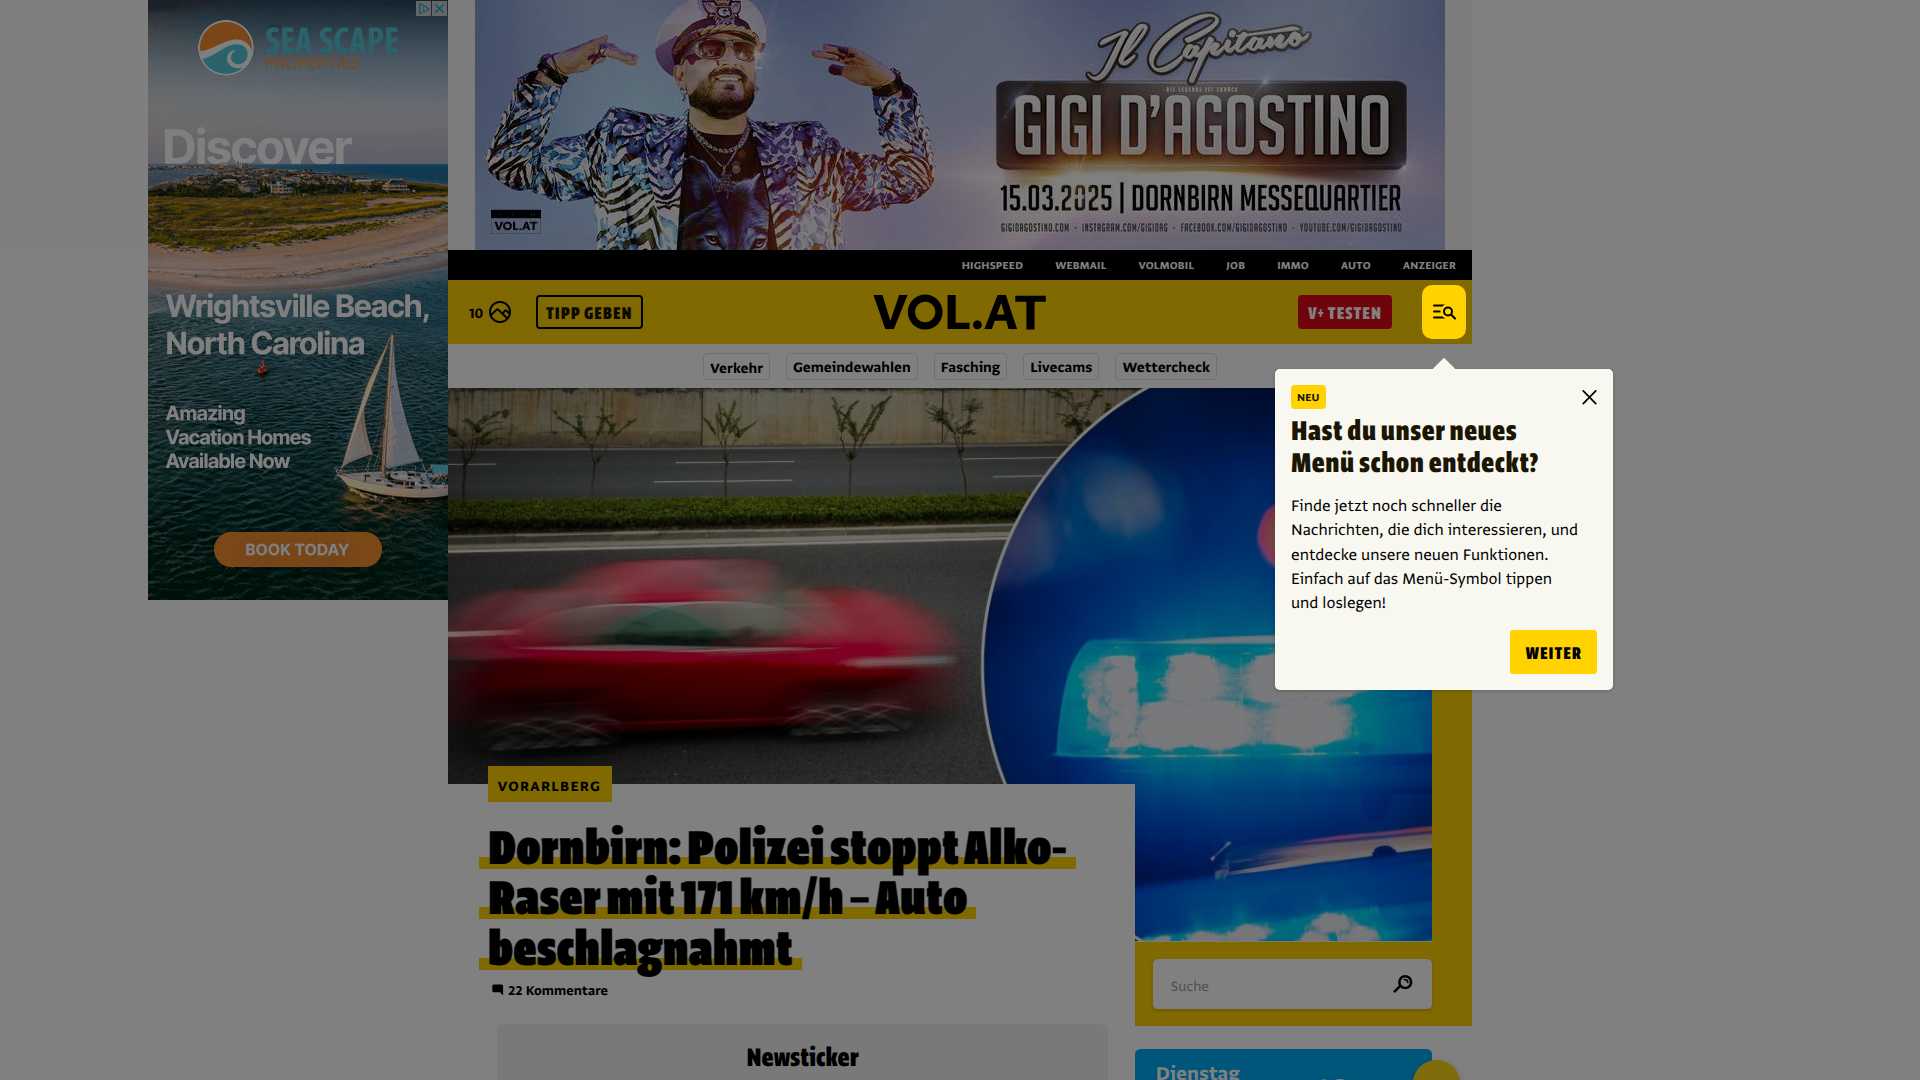 SEA SCAPE
PROPERTIES
Discover
Wrightsville Beach,
North Carolina
Amazing
Vacation Homes
Available Now
BOOK TODAY
Il Capitano
DIE LEGENDE IST ZURÜCK
GIGI D'AGOSTINO
15.03.2025 | DORNBIRN MESSEQUARTIER
GIGIDAGOSTINO.COM - INSTAGRAM.COM/GIGIDAG - FACEBOOK.COM/GIGIDAGOSTINO - YOUTUBE.COM/GIGIDAGOSTINO
VOL.AT
HIGHSPEED WEBMAIL VOLMOBIL JOB IMMO AUTO ANZEIGER
10 TIPP GEBEN VOL.AT V+ TESTEN
Verkehr Gemeindewahlen Fasching Livecams Wettercheck
NEU
Hast du unser neues
Menü schon entdeckt?
Finde jetzt noch schneller die
Nachrichten, die dich interessieren, und
entdecke unsere neuen Funktionen.
Einfach auf das Menü-Symbol tippen
und loslegen!
WEITER
VORARLBERG
Dornbirn: Polizei stoppt Alko-
Raser mit 171 km/h – Auto
beschlagnahmt
22 Kommentare
Suche
Newsticker
Dienstag